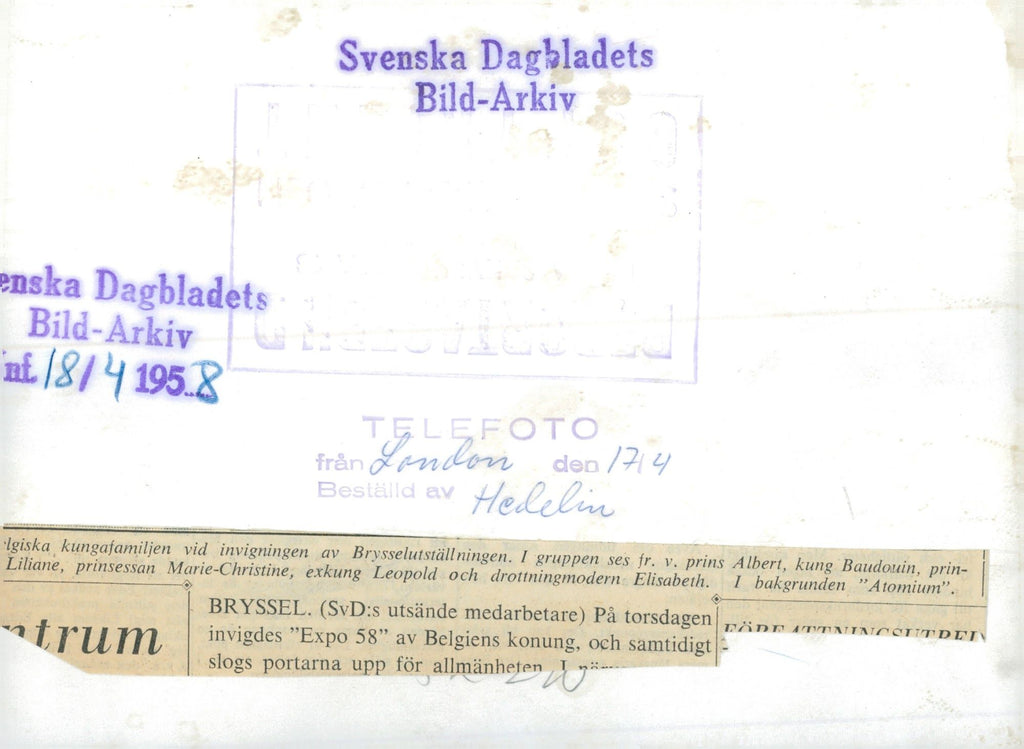 Svenska Dagbladets
Bild-Arkiv
enska Dagbladets
Bild-Arkiv
inf. 18/4 1958
TELEFOTO
från London den 17/4
Beställd av Hedelin
lgiska kungafamiljen vid invigningen av Brysselutställningen. I gruppen ses fr. v. prins Albert, kung Baudouin, prin-
Liliane, prinsessan Marie-Christine, exkung Leopold och drottningmodern Elisabeth. I bakgrunden "Atomium".
ntrum
BRYSSEL. (SvD:s utsände medarbetare) På torsdagen
invigdes "Expo 58" av Belgiens konung, och samtidigt
slogs portarna upp för allmänheten. I